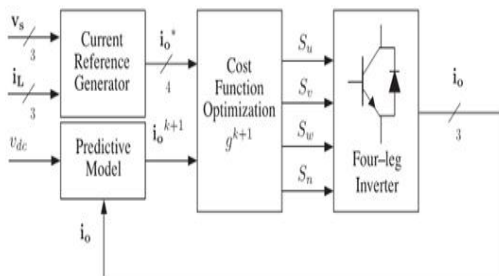 v_s
3
i_L
3
v_dc
Current
Reference
Generator
i_o*
4
Predictive
Model
i_o^{k+1}
i_o
Cost
Function
Optimization
g^{k+1}
S_u
S_v
S_w
S_n
Four-leg
Inverter
i_o
3